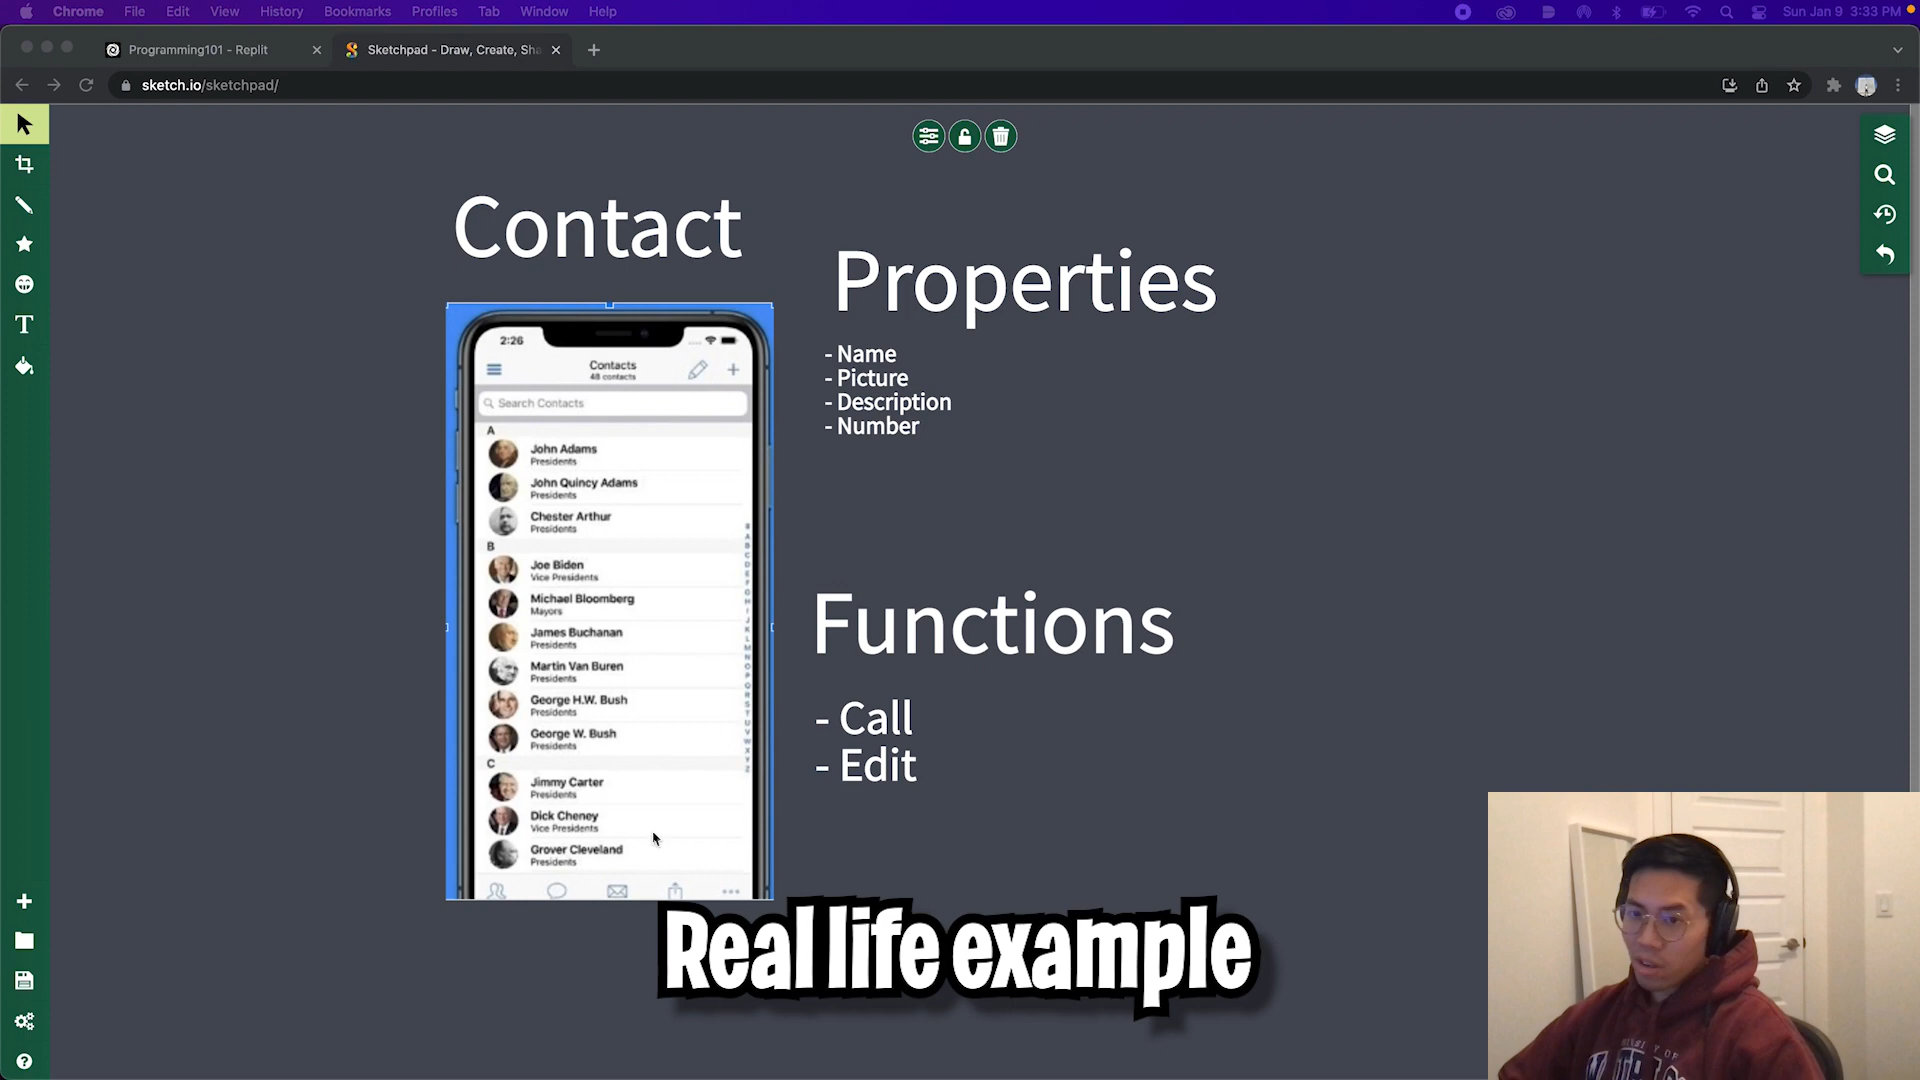 Chrome File Edit View History Bookmarks Profiles Tab Window Help Sun Jan 9 3:33 PM
Programming101 - Replit Sketchpad - Draw, Create, Sha
sketch.io/sketchpad/
Contact
Properties
- Name
- Picture
- Description
- Number
2:26
Contacts
48 contacts
Search Contacts
A
John Adams
Presidents
John Quincy Adams
Presidents
Chester Arthur
Presidents
B
Joe Biden
Vice Presidents
Michael Bloomberg
Mayors
James Buchanan
Presidents
Martin Van Buren
Presidents
George H.W. Bush
Presidents
George W. Bush
Presidents
C
Jimmy Carter
Presidents
Dick Cheney
Vice Presidents
Grover Cleveland
Presidents
Functions
- Call
- Edit
Real life example